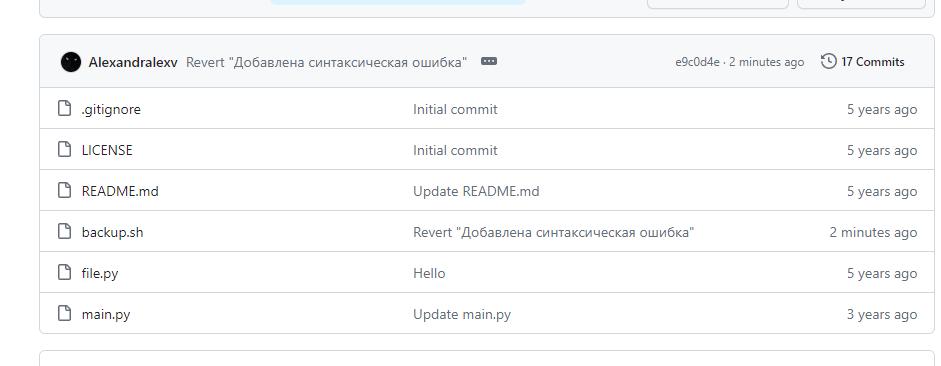 Alexandralexv Revert "Добавлена синтаксическая ошибка" e9c0d4e · 2 minutes ago 17 Commits
.gitignore Initial commit 5 years ago
LICENSE Initial commit 5 years ago
README.md Update README.md 5 years ago
backup.sh Revert "Добавлена синтаксическая ошибка" 2 minutes ago
file.py Hello 5 years ago
main.py Update main.py 3 years ago